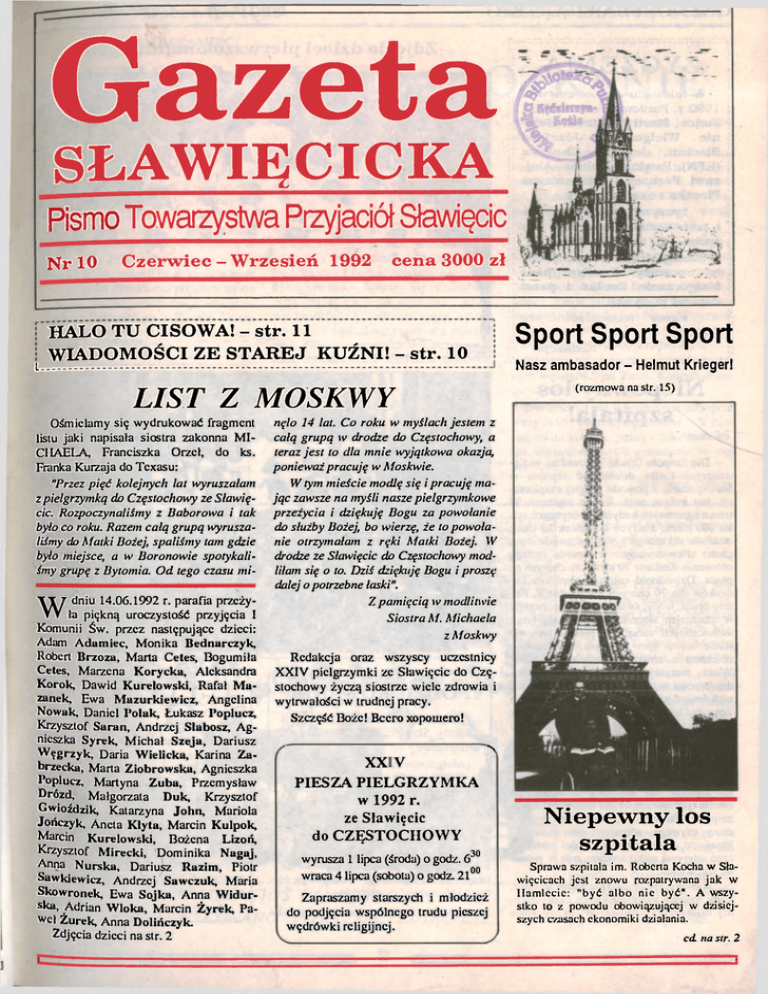 Gazeta
SŁAWIĘCICKA
Pismo Towarzystwa Przyjaciół Sławięcic
Nr 10 Czerwiec – Wrzesień 1992 cena 3000 zł
Miejska Biblioteka
Kędzierzyn-
Koźle
HALO TU CISOWA! – str. 11
WIADOMOŚCI ZE STAREJ KUŹNI! – str. 10
LIST Z MOSKWY
Ośmielamy się wydrukować fragment
listu jaki napisała siostra zakonna MI-
CHAELA, Franciszka Orzeł, do ks.
Franka Kurzaja do Texasu:
"Przez pięć kolejnych lat wyruszałam
z pielgrzymką do Częstochowy ze Sławię-
cic. Rozpoczynaliśmy z Baborowa i tak
było co roku. Razem całą grupą wyrusza-
liśmy do Matki Bożej, spaliśmy tam gdzie
było miejsce, a w Boronowie spotykali-
śmy grupę z Bytomia. Od tego czasu mi-
nęło 14 lat. Co roku w myślach jestem z
całą grupą w drodze do Częstochowy, a
teraz jest to dla mnie wyjątkowa okazja,
ponieważ pracuję w Moskwie.
W tym mieście modlę się i pracuję ma-
jąc zawsze na myśli nasze pielgrzymkowe
przeżycia i dziękuję Bogu za powołanie
do służby Bożej, bo wierzę, że to powoła-
nie otrzymałam z ręki Matki Bożej. W
drodze ze Sławięcic do Częstochowy mod-
liłam się o to. Dziś dziękuję Bogu i proszę
dalej o potrzebne łaski".
Z pamięcią w modlitwie
Siostra M. Michaela
z Moskwy
Redakcja oraz wszyscy uczestnicy
XXIV pielgrzymki ze Sławięcic do Czę-
stochowy życzą siostrze wiele zdrowia i
wytrwałości w trudnej pracy.
Szczęść Boże! Всего хорошего!
W dniu 14.06.1992 r. parafia przeży-
ła piękną uroczystość przyjęcia I
Komunii Św. przez następujące dzieci:
Adam Adamiec, Monika Bednarczyk,
Robert Brzoza, Marta Cetes, Bogumiła
Cetes, Marzena Korycka, Aleksandra
Korok, Dawid Kurelowski, Rafał Ma-
zanek, Ewa Mazurkiewicz, Angelina
Nowak, Daniel Polak, Łukasz Poplucz,
Krzysztof Saran, Andrzej Słabosz, Ag-
nieszka Syrek, Michał Szeja, Dariusz
Węgrzyk, Daria Wielicka, Karina Za-
brzecka, Marta Ziobrowska, Agnieszka
Poplucz, Martyna Zuba, Przemysław
Drózd, Małgorzata Duk, Krzysztof
Gwioździk, Katarzyna John, Mariola
Jończyk, Aneta Kłyta, Marcin Kulpok,
Marcin Kurelowski, Bożena Lizoń,
Krzysztof Mirecki, Dominika Nagaj,
Anna Nurska, Dariusz Razim, Piotr
Sawkiewicz, Andrzej Sawczuk, Maria
Skowronek, Ewa Sojka, Anna Widur-
ska, Adrian Wloka, Marcin Żyrek, Pa-
weł Żurek, Anna Dolińczyk.
Zdjęcia dzieci na str. 2
XXIV
PIESZA PIELGRZYMKA
w 1992 r.
ze Sławięcic
do CZĘSTOCHOWY
wyrusza 1 lipca (środa) o godz. 6³⁰
wraca 4 lipca (sobota) o godz. 21⁰⁰
Zapraszamy starszych i młodzież
do podjęcia wspólnego trudu pieszej
wędrówki religijnej.
Sport Sport Sport
Nasz ambasador – Helmut Krieger!
(rozmowa na str. 15)
Niepewny los
szpitala
Sprawa szpitala im. Roberta Kocha w Sła-
więcicach jest znowu rozpatrywana jak w
Hamlecie: "być albo nie być". A wszy-
stko to z powodu obowiązującej w dzisiej-
szych czasach ekonomiki działania.
cd. na str. 2